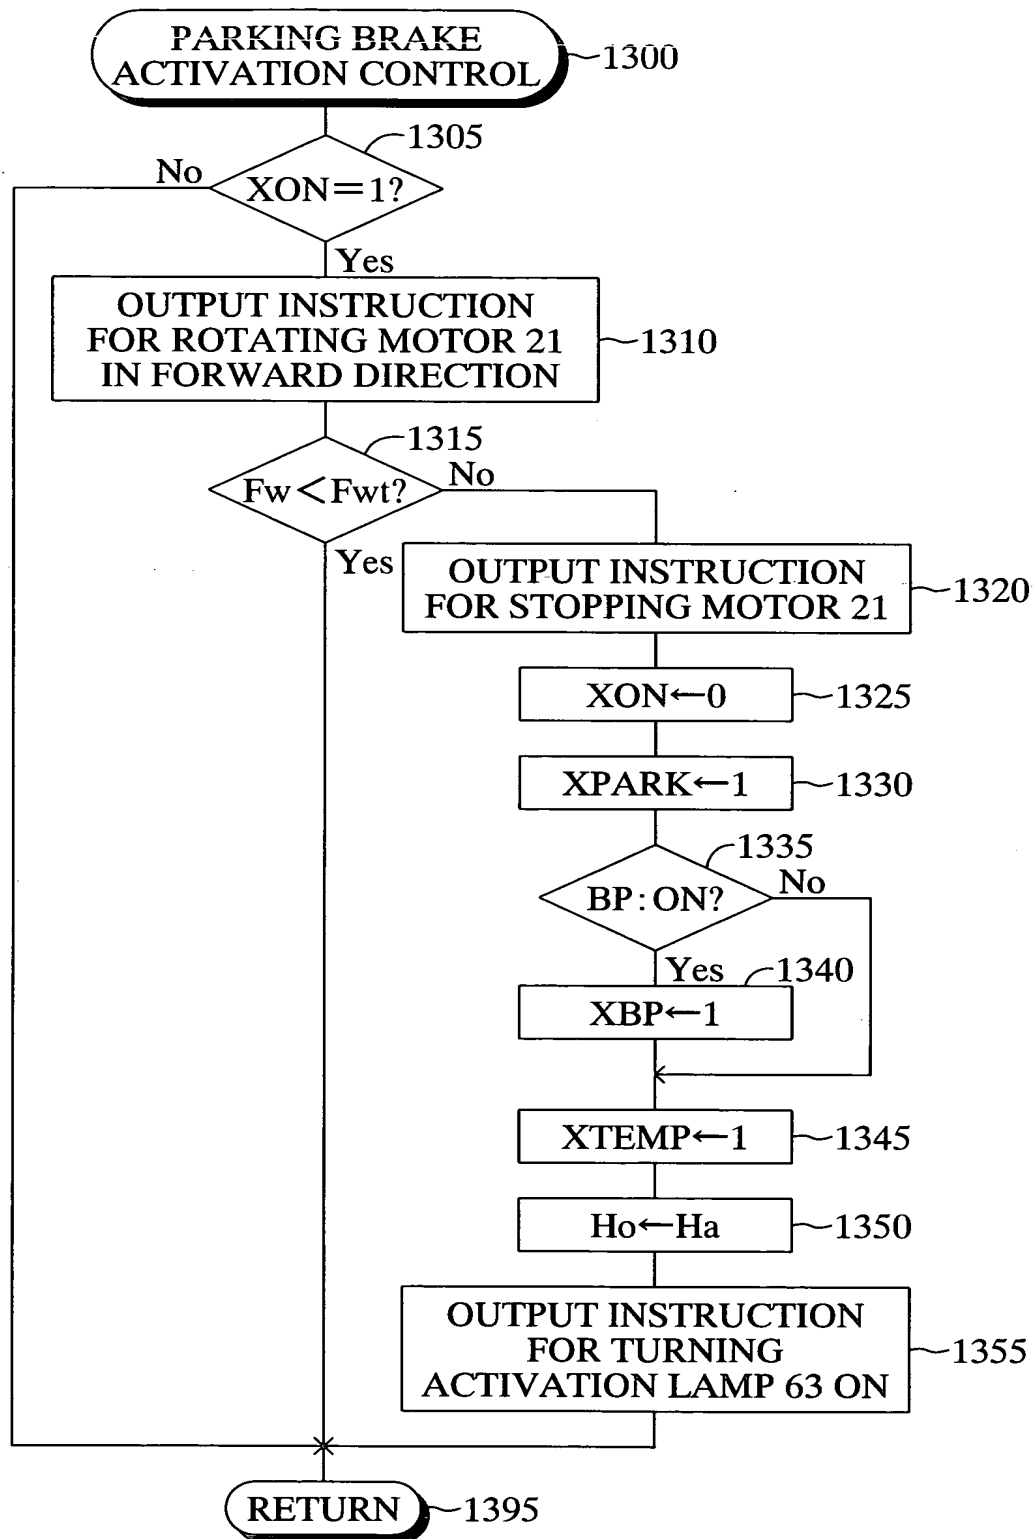 PARKING BRAKE
ACTIVATION CONTROL
1300
1305
No
XON=1?
Yes
OUTPUT INSTRUCTION
FOR ROTATING MOTOR 21
IN FORWARD DIRECTION
1310
1315
No
Fw<Fwt?
Yes
OUTPUT INSTRUCTION
FOR STOPPING MOTOR 21
1320
XON←0
1325
XPARK←1
1330
1335
No
BP:ON?
Yes
1340
XBP←1
XTEMP←1
1345
Ho←Ha
1350
OUTPUT INSTRUCTION
FOR TURNING
ACTIVATION LAMP 63 ON
1355
RETURN
1395